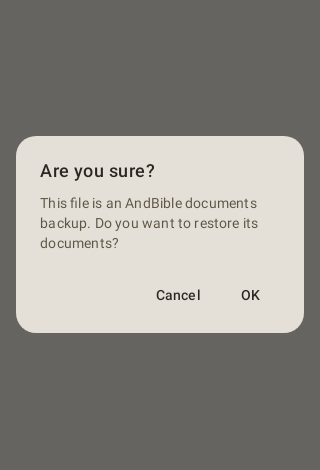 Are you sure?
This file is an AndBible documents
backup. Do you want to restore its
documents?
Cancel
OK